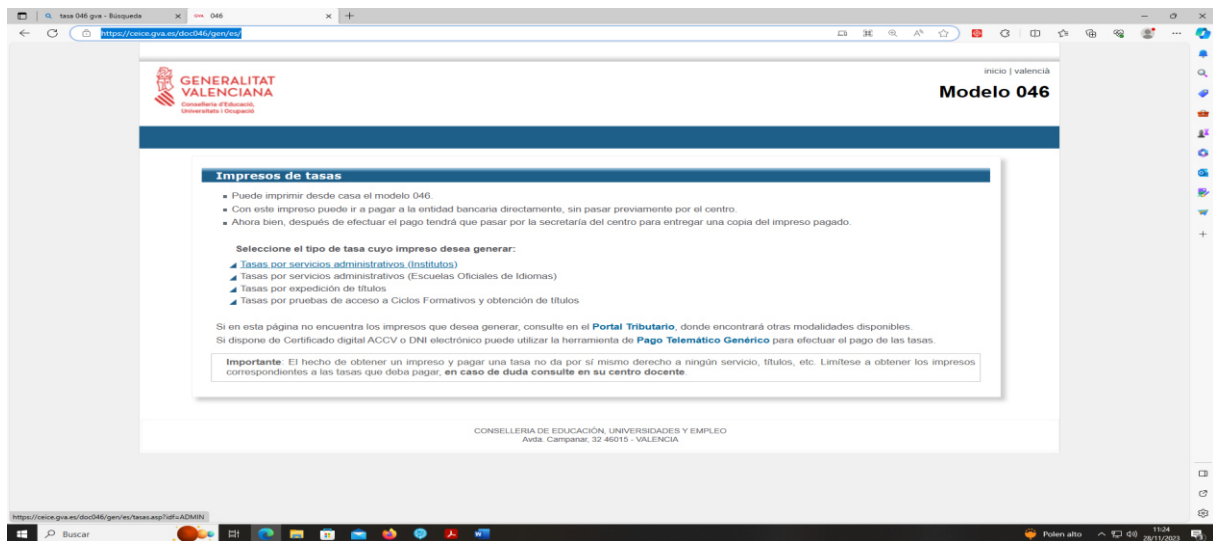 tasa 046 gva - Búsqueda
GVA 046
https://ceice.gva.es/doc046/gen/es/
GENERALITAT
VALENCIANA
Conselleria d'Educació,
Universitats i Ocupació
inicio | valencià
Modelo 046
Impresos de tasas
Puede imprimir desde casa el modelo 046.
Con este impreso puede ir a pagar a la entidad bancaria directamente, sin pasar previamente por el centro.
Ahora bien, después de efectuar el pago tendrá que pasar por la secretaría del centro para entregar una copia del impreso pagado.
Seleccione el tipo de tasa cuyo impreso desea generar:
Tasas por servicios administrativos (Institutos)
Tasas por servicios administrativos (Escuelas Oficiales de Idiomas)
Tasas por expedición de títulos
Tasas por pruebas de acceso a Ciclos Formativos y obtención de títulos
Si en esta página no encuentra los impresos que desea generar, consulte en el Portal Tributario, donde encontrará otras modalidades disponibles.
Si dispone de Certificado digital ACCV o DNI electrónico puede utilizar la herramienta de Pago Telemático Genérico para efectuar el pago de las tasas.
Importante: El hecho de obtener un impreso y pagar una tasa no da por sí mismo derecho a ningún servicio, títulos, etc. Limítese a obtener los impresos
correspondientes a las tasas que deba pagar, en caso de duda consulte en su centro docente.
CONSELLERIA DE EDUCACIÓN, UNIVERSIDADES Y EMPLEO
Avda. Campanar, 32 46015 - VALENCIA
https://ceice.gva.es/doc046/gen/es/tasas.asp?idf=ADMIN
Buscar
Polen alto
11:24
28/11/2023